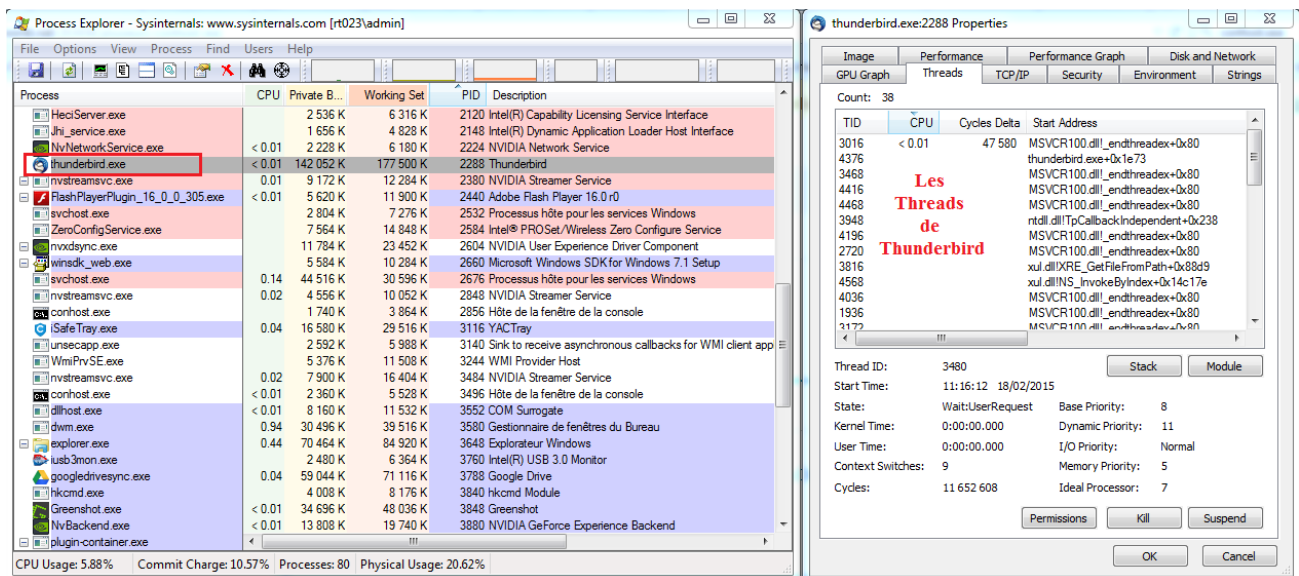 Process Explorer - Sysinternals: www.sysinternals.com [rt023\admin]
File Options View Process Find Users Help
Process CPU Private B... Working Set PID Description
HeciServer.exe 2 536 K 6 316 K 2120 Intel(R) Capability Licensing Service Interface
Jhi_service.exe 1 656 K 4 828 K 2148 Intel(R) Dynamic Application Loader Host Interface
NvNetworkService.exe < 0.01 2 228 K 6 180 K 2224 NVIDIA Network Service
thunderbird.exe < 0.01 142 052 K 177 500 K 2288 Thunderbird
nvstreamsvc.exe 0.01 9 172 K 12 284 K 2380 NVIDIA Streamer Service
FlashPlayerPlugin_16_0_0_305.exe < 0.01 5 620 K 11 900 K 2440 Adobe Flash Player 16.0 r0
svchost.exe 2 804 K 7 276 K 2532 Processus hôte pour les services Windows
ZeroConfigService.exe 7 564 K 14 848 K 2584 Intel® PROSet/Wireless Zero Configure Service
nvxdsync.exe 11 784 K 23 452 K 2604 NVIDIA User Experience Driver Component
winsdk_web.exe 5 584 K 10 284 K 2660 Microsoft Windows SDK for Windows 7.1 Setup
svchost.exe 0.14 44 516 K 30 596 K 2676 Processus hôte pour les services Windows
nvstreamsvc.exe 0.02 4 556 K 10 052 K 2848 NVIDIA Streamer Service
conhost.exe 1 740 K 3 864 K 2856 Hôte de la fenêtre de la console
iSafeTray.exe 0.04 16 580 K 29 516 K 3116 YACTray
unsecapp.exe 2 592 K 5 988 K 3140 Sink to receive asynchronous callbacks for WMI client app
WmiPrvSE.exe 5 376 K 11 508 K 3244 WMI Provider Host
nvstreamsvc.exe 0.02 7 900 K 16 404 K 3484 NVIDIA Streamer Service
conhost.exe < 0.01 2 360 K 5 528 K 3496 Hôte de la fenêtre de la console
dllhost.exe < 0.01 8 160 K 11 532 K 3552 COM Surrogate
dwm.exe 0.94 30 496 K 39 516 K 3580 Gestionnaire de fenêtres du Bureau
explorer.exe 0.44 70 464 K 84 920 K 3648 Explorateur Windows
iusb3mon.exe 2 480 K 6 364 K 3760 Intel(R) USB 3.0 Monitor
googledrivesync.exe 0.04 59 044 K 71 116 K 3788 Google Drive
hkcmd.exe 4 008 K 8 176 K 3840 hkcmd Module
Greenshot.exe < 0.01 34 696 K 48 036 K 3848 Greenshot
NvBackend.exe < 0.01 13 808 K 19 740 K 3880 NVIDIA GeForce Experience Backend
plugin-container.exe
CPU Usage: 5.88% Commit Charge: 10.57% Processes: 80 Physical Usage: 20.62%
thunderbird.exe:2288 Properties
Image Performance Performance Graph Disk and Network
GPU Graph Threads TCP/IP Security Environment Strings
Count: 38
TID CPU Cycles Delta Start Address
3016 < 0.01 47 580 MSVCR100.dll!_endthreadex+0x80
4376 thunderbird.exe+0x1e73
3468 MSVCR100.dll!_endthreadex+0x80
4416 MSVCR100.dll!_endthreadex+0x80
4468 MSVCR100.dll!_endthreadex+0x80
3948 ntdll.dll!TpCallbackIndependent+0x238
4196 MSVCR100.dll!_endthreadex+0x80
2720 MSVCR100.dll!_endthreadex+0x80
3816 xul.dll!XRE_GetFileFromPath+0x88d9
4568 xul.dll!NS_InvokeByIndex+0x14c17e
4036 MSVCR100.dll!_endthreadex+0x80
1936 MSVCR100.dll!_endthreadex+0x80
3172 MSVCR100.dll!_endthreadex+0x80
Les
Threads
de
Thunderbird
Thread ID: 3480 Stack Module
Start Time: 11:16:12 18/02/2015
State: Wait:UserRequest Base Priority: 8
Kernel Time: 0:00:00.000 Dynamic Priority: 11
User Time: 0:00:00.000 I/O Priority: Normal
Context Switches: 9 Memory Priority: 5
Cycles: 11 652 608 Ideal Processor: 7
Permissions Kill Suspend
OK Cancel